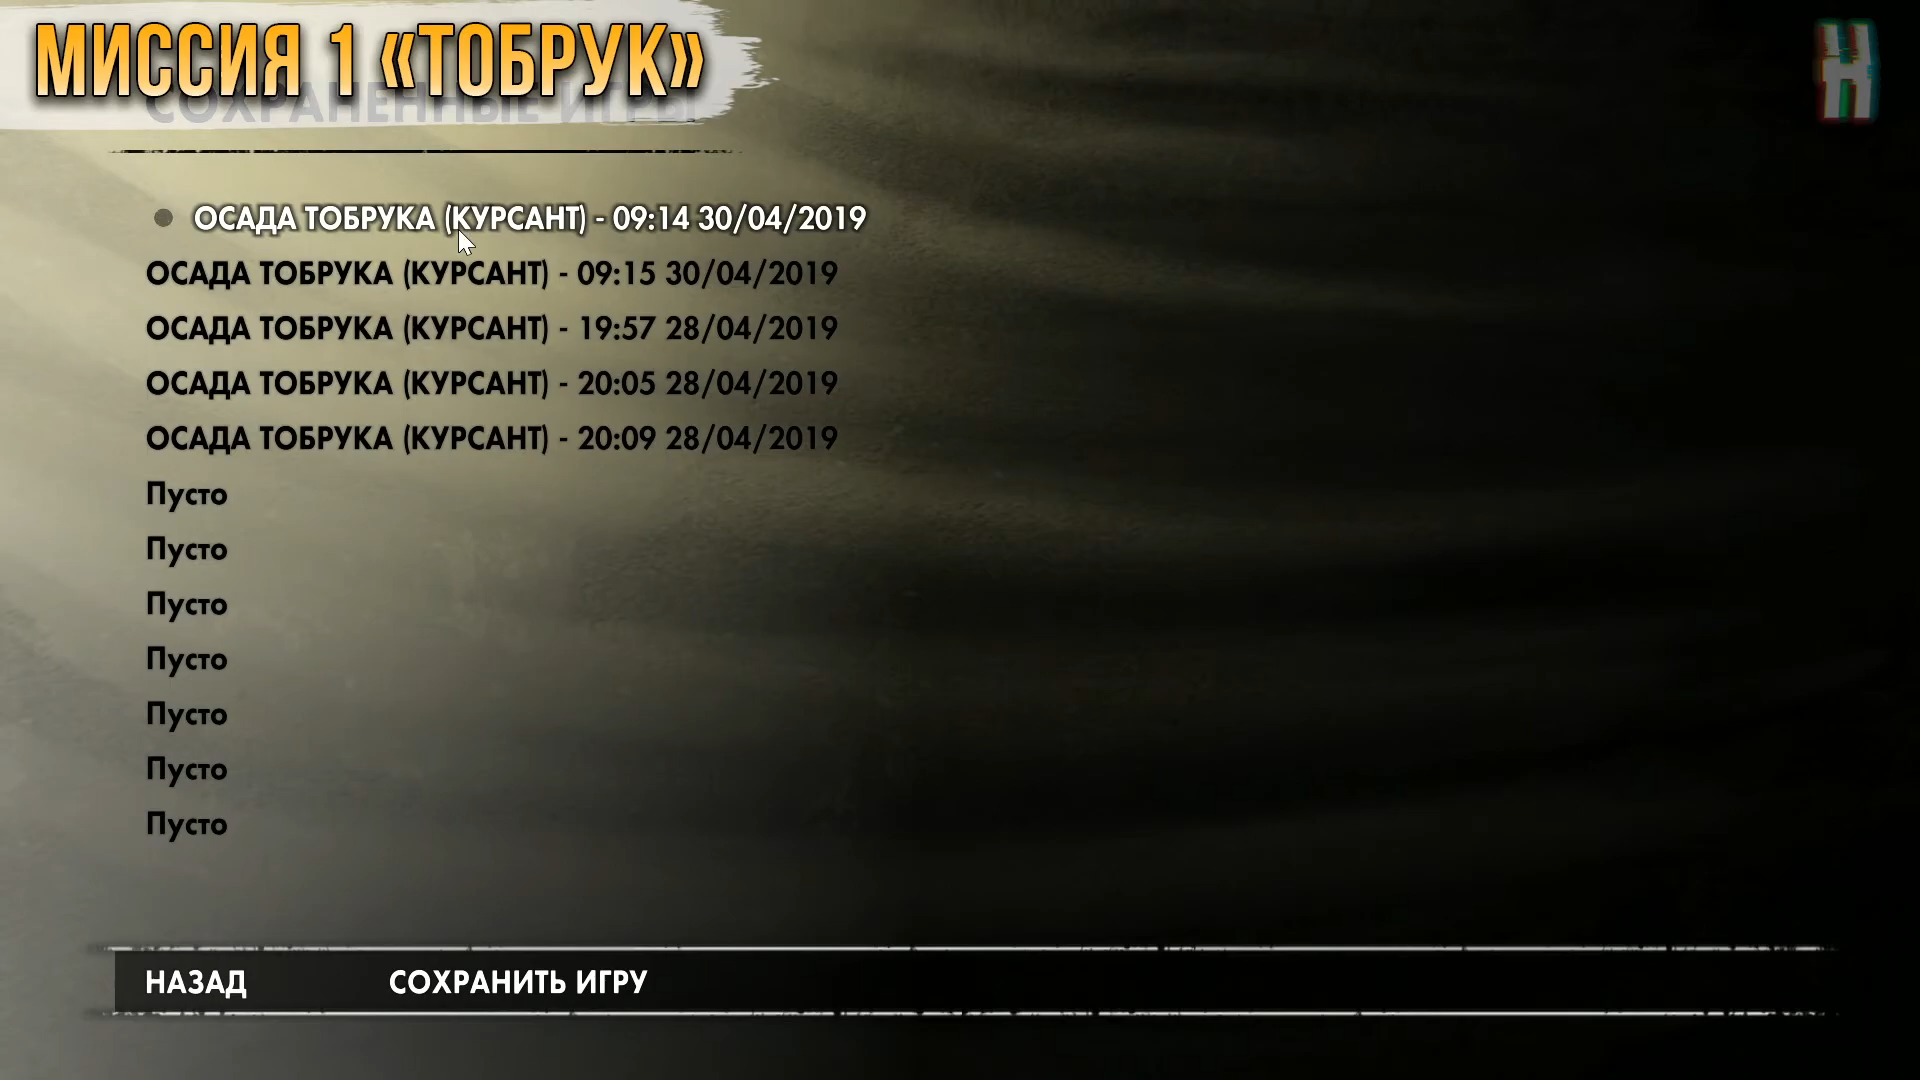 МИССИЯ 1 «ТОБРУК»
СОХРАНЕННЫЕ ИГРЫ
ОСАДА ТОБРУКА (КУРСАНТ) - 09:14 30/04/2019
ОСАДА ТОБРУКА (КУРСАНТ) - 09:15 30/04/2019
ОСАДА ТОБРУКА (КУРСАНТ) - 19:57 28/04/2019
ОСАДА ТОБРУКА (КУРСАНТ) - 20:05 28/04/2019
ОСАДА ТОБРУКА (КУРСАНТ) - 20:09 28/04/2019
Пусто
Пусто
Пусто
Пусто
Пусто
Пусто
Пусто
НАЗАД СОХРАНИТЬ ИГРУ